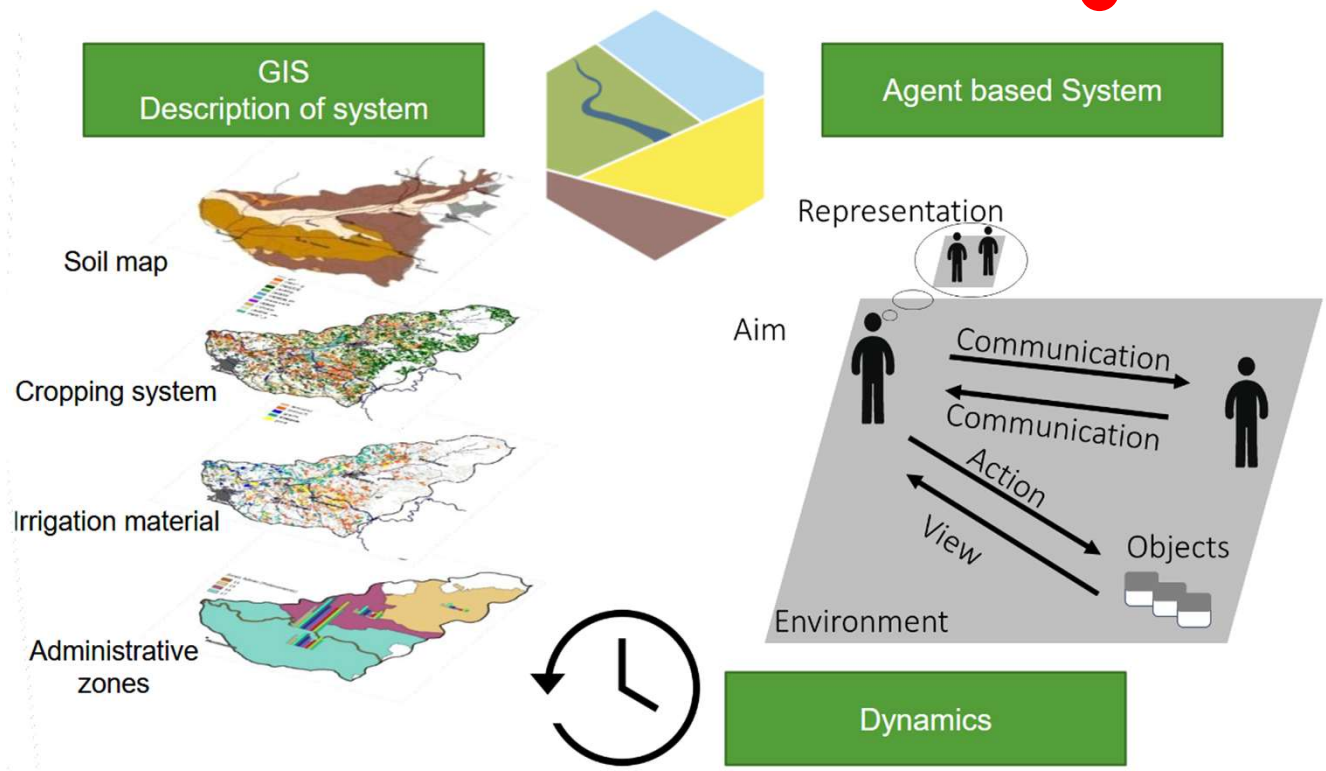 GIS
Description of system
Agent based System
Soil map
Cropping system
Irrigation material
Administrative
zones
Representation
Aim
Communication
Communication
Action
View
Objects
Environment
Dynamics